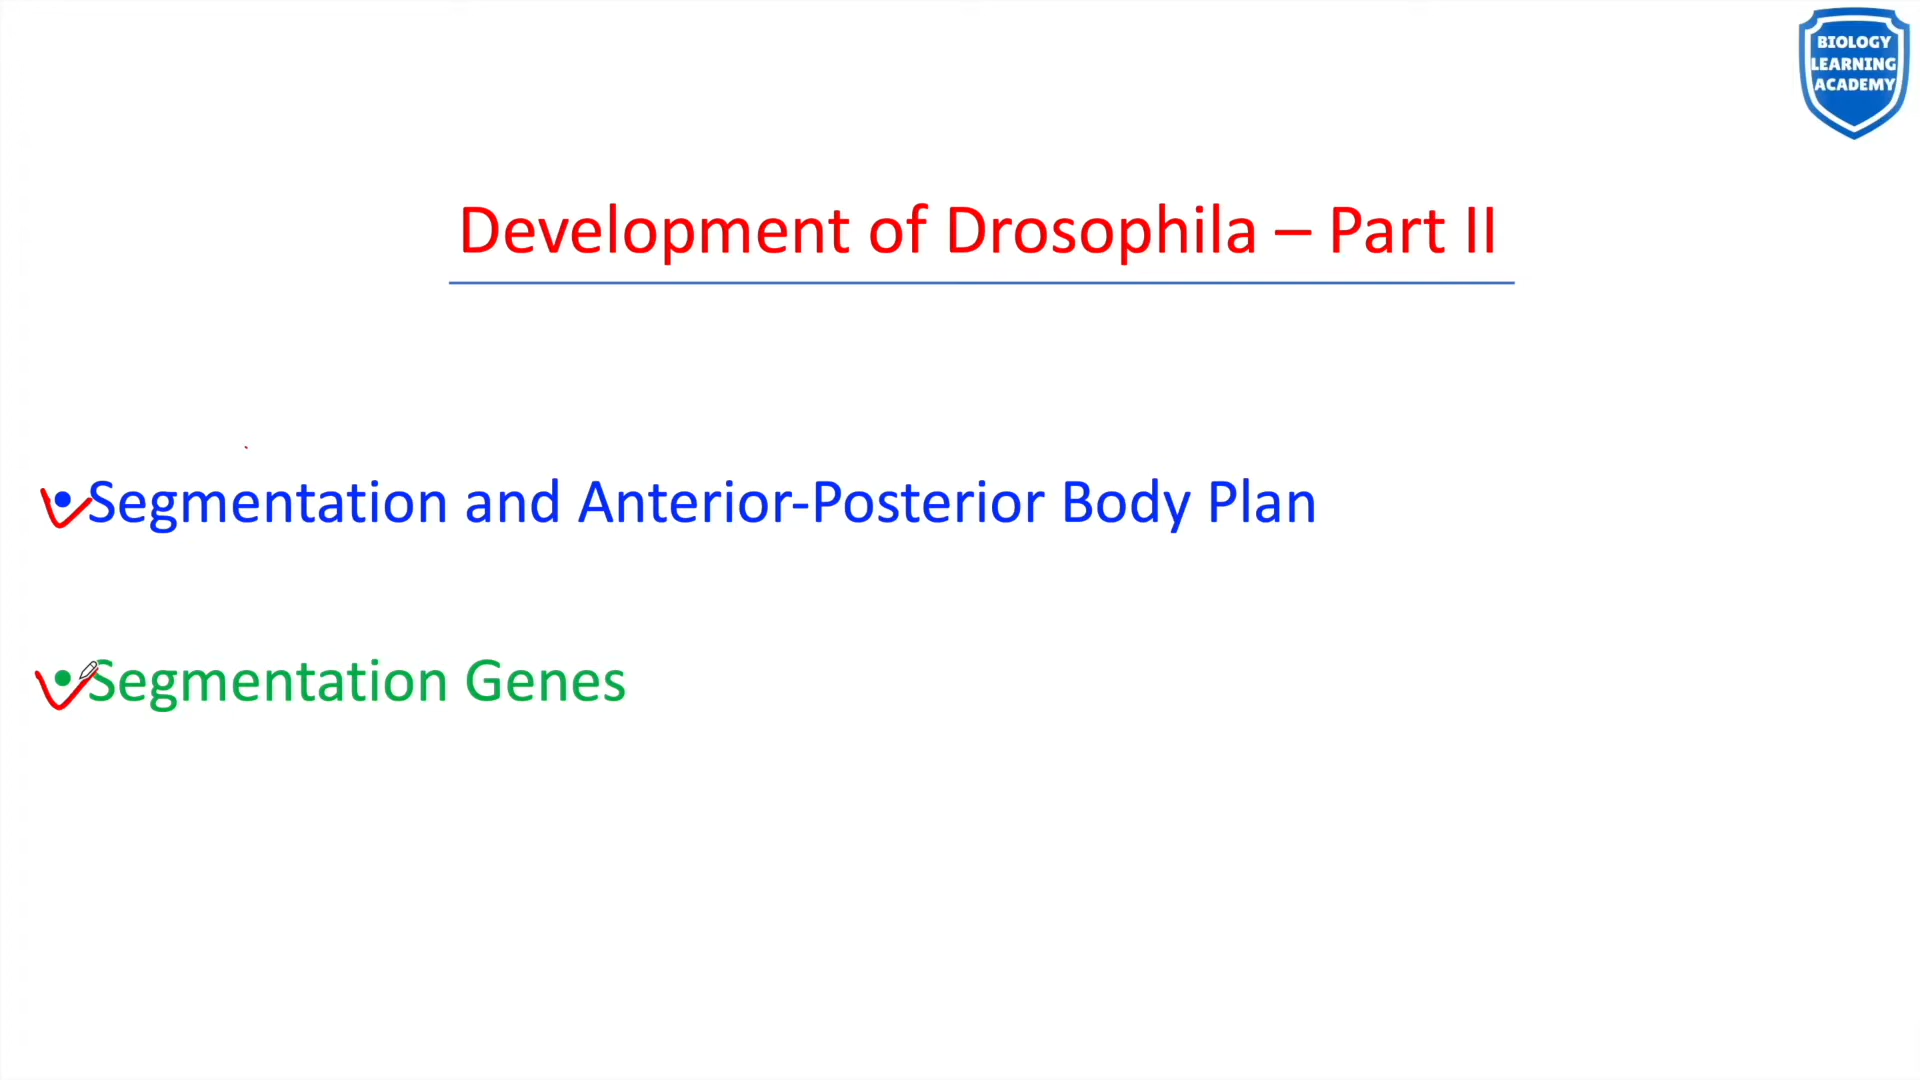 BIOLOGY
LEARNING
ACADEMY
Development of Drosophila – Part II
• Segmentation and Anterior-Posterior Body Plan
• Segmentation Genes